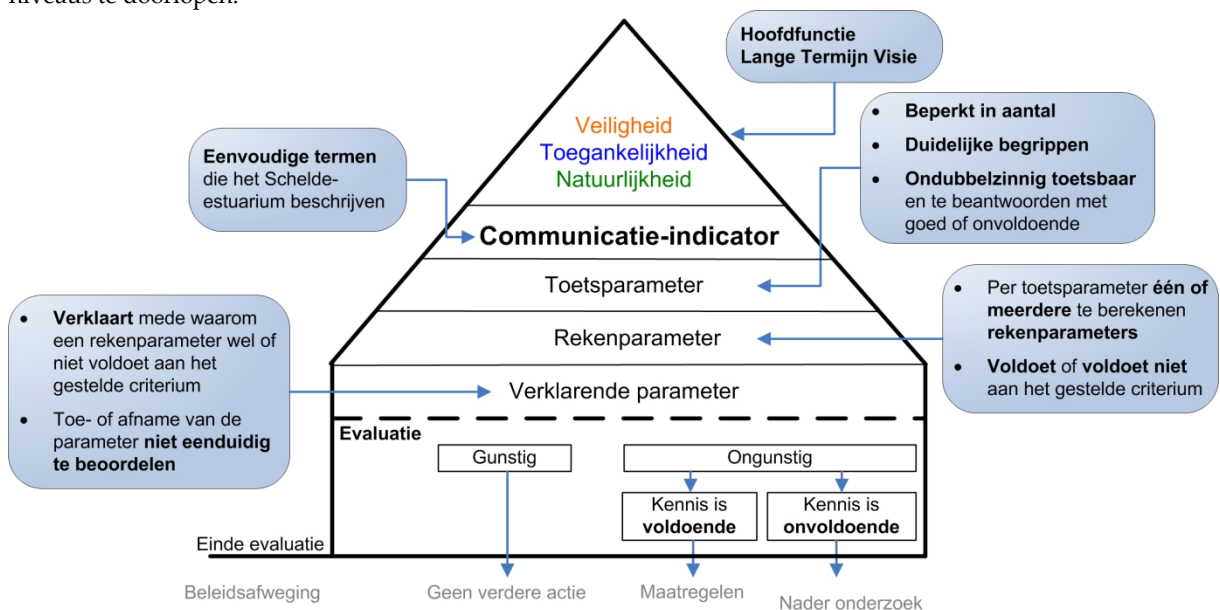 niveaus te doorlopen.
Hoofdfunctie
Lange Termijn Visie
Veiligheid
Toegankelijkheid
Natuurlijkheid
Eenvoudige termen
die het Schelde-
estuarium beschrijven
• Beperkt in aantal
• Duidelijke begrippen
• Ondubbelzinnig toetsbaar
en te beantwoorden met
goed of onvoldoende
Communicatie-indicator
Toetsparameter
Rekenparameter
• Per toetsparameter één of
meerdere te berekenen
rekenparameters
• Voldoet of voldoet niet
aan het gestelde criterium
• Verklaart mede waarom
een rekenparameter wel of
niet voldoet aan het
gestelde criterium
• Toe- of afname van de
parameter niet eenduidig
te beoordelen
Verklarende parameter
Evaluatie
Gunstig
Ongunstig
Kennis is
voldoende
Kennis is
onvoldoende
Einde evaluatie
Beleidsafweging
Geen verdere actie
Maatregelen
Nader onderzoek